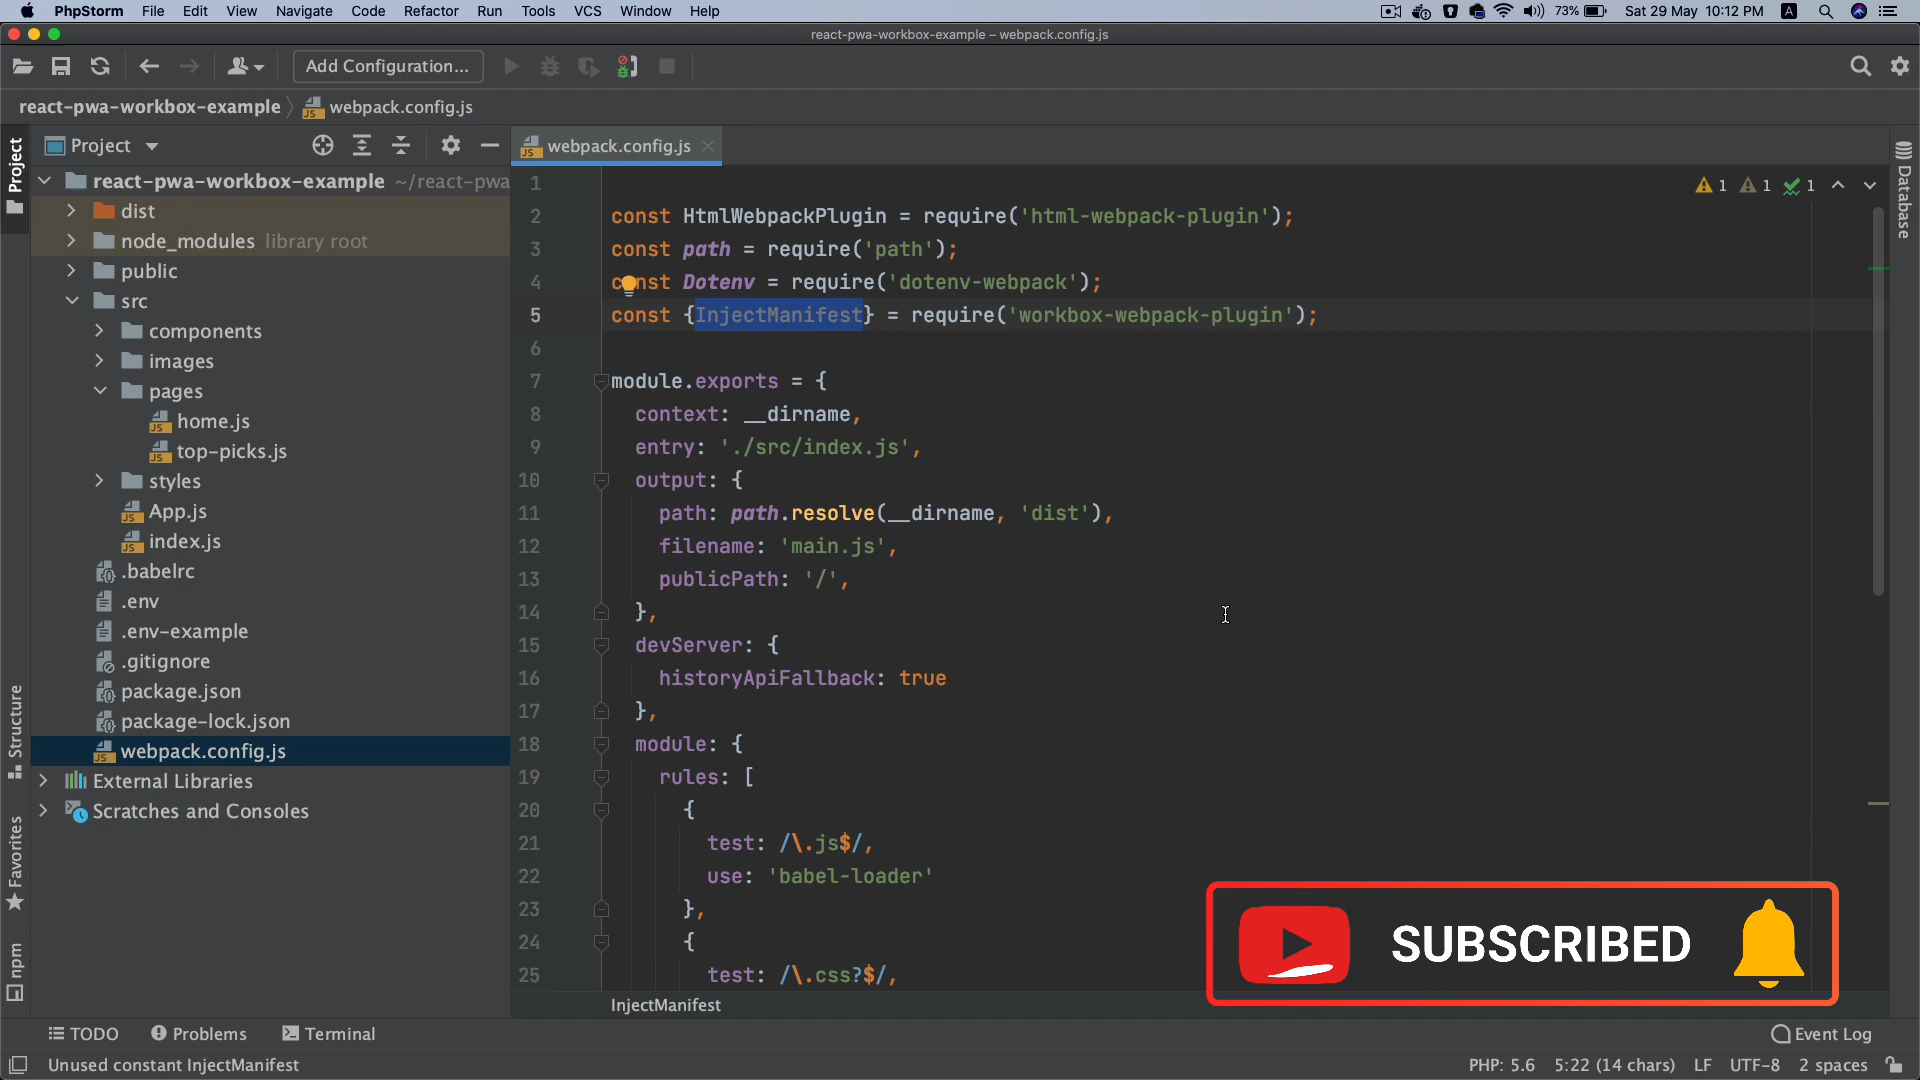 PhpStorm File Edit View Navigate Code Refactor Run Tools VCS Window Help 73% Sat 29 May 10:12 PM A
react-pwa-workbox-example – webpack.config.js
Add Configuration...
react-pwa-workbox-example webpack.config.js
Project
Project
webpack.config.js
react-pwa-workbox-example ~/react-pwa
dist
node_modules library root
public
src
components
images
pages
home.js
top-picks.js
styles
App.js
index.js
.babelrc
.env
.env-example
.gitignore
package.json
package-lock.json
webpack.config.js
External Libraries
Scratches and Consoles
Structure
Favorites
npm
1 1 1
Database
1
2 const HtmlWebpackPlugin = require('html-webpack-plugin');
3 const path = require('path');
4 const Dotenv = require('dotenv-webpack');
5 const {InjectManifest} = require('workbox-webpack-plugin');
6
7 module.exports = {
8 context: __dirname,
9 entry: './src/index.js',
10 output: {
11 path: path.resolve(__dirname, 'dist'),
12 filename: 'main.js',
13 publicPath: '/',
14 },
15 devServer: {
16 historyApiFallback: true
17 },
18 module: {
19 rules: [
20 {
21 test: /\.js$/,
22 use: 'babel-loader'
23 },
24 {
25 test: /\.css?$/,
SUBSCRIBED
InjectManifest
TODO Problems Terminal Event Log
Unused constant InjectManifest PHP: 5.6 5:22 (14 chars) LF UTF-8 2 spaces